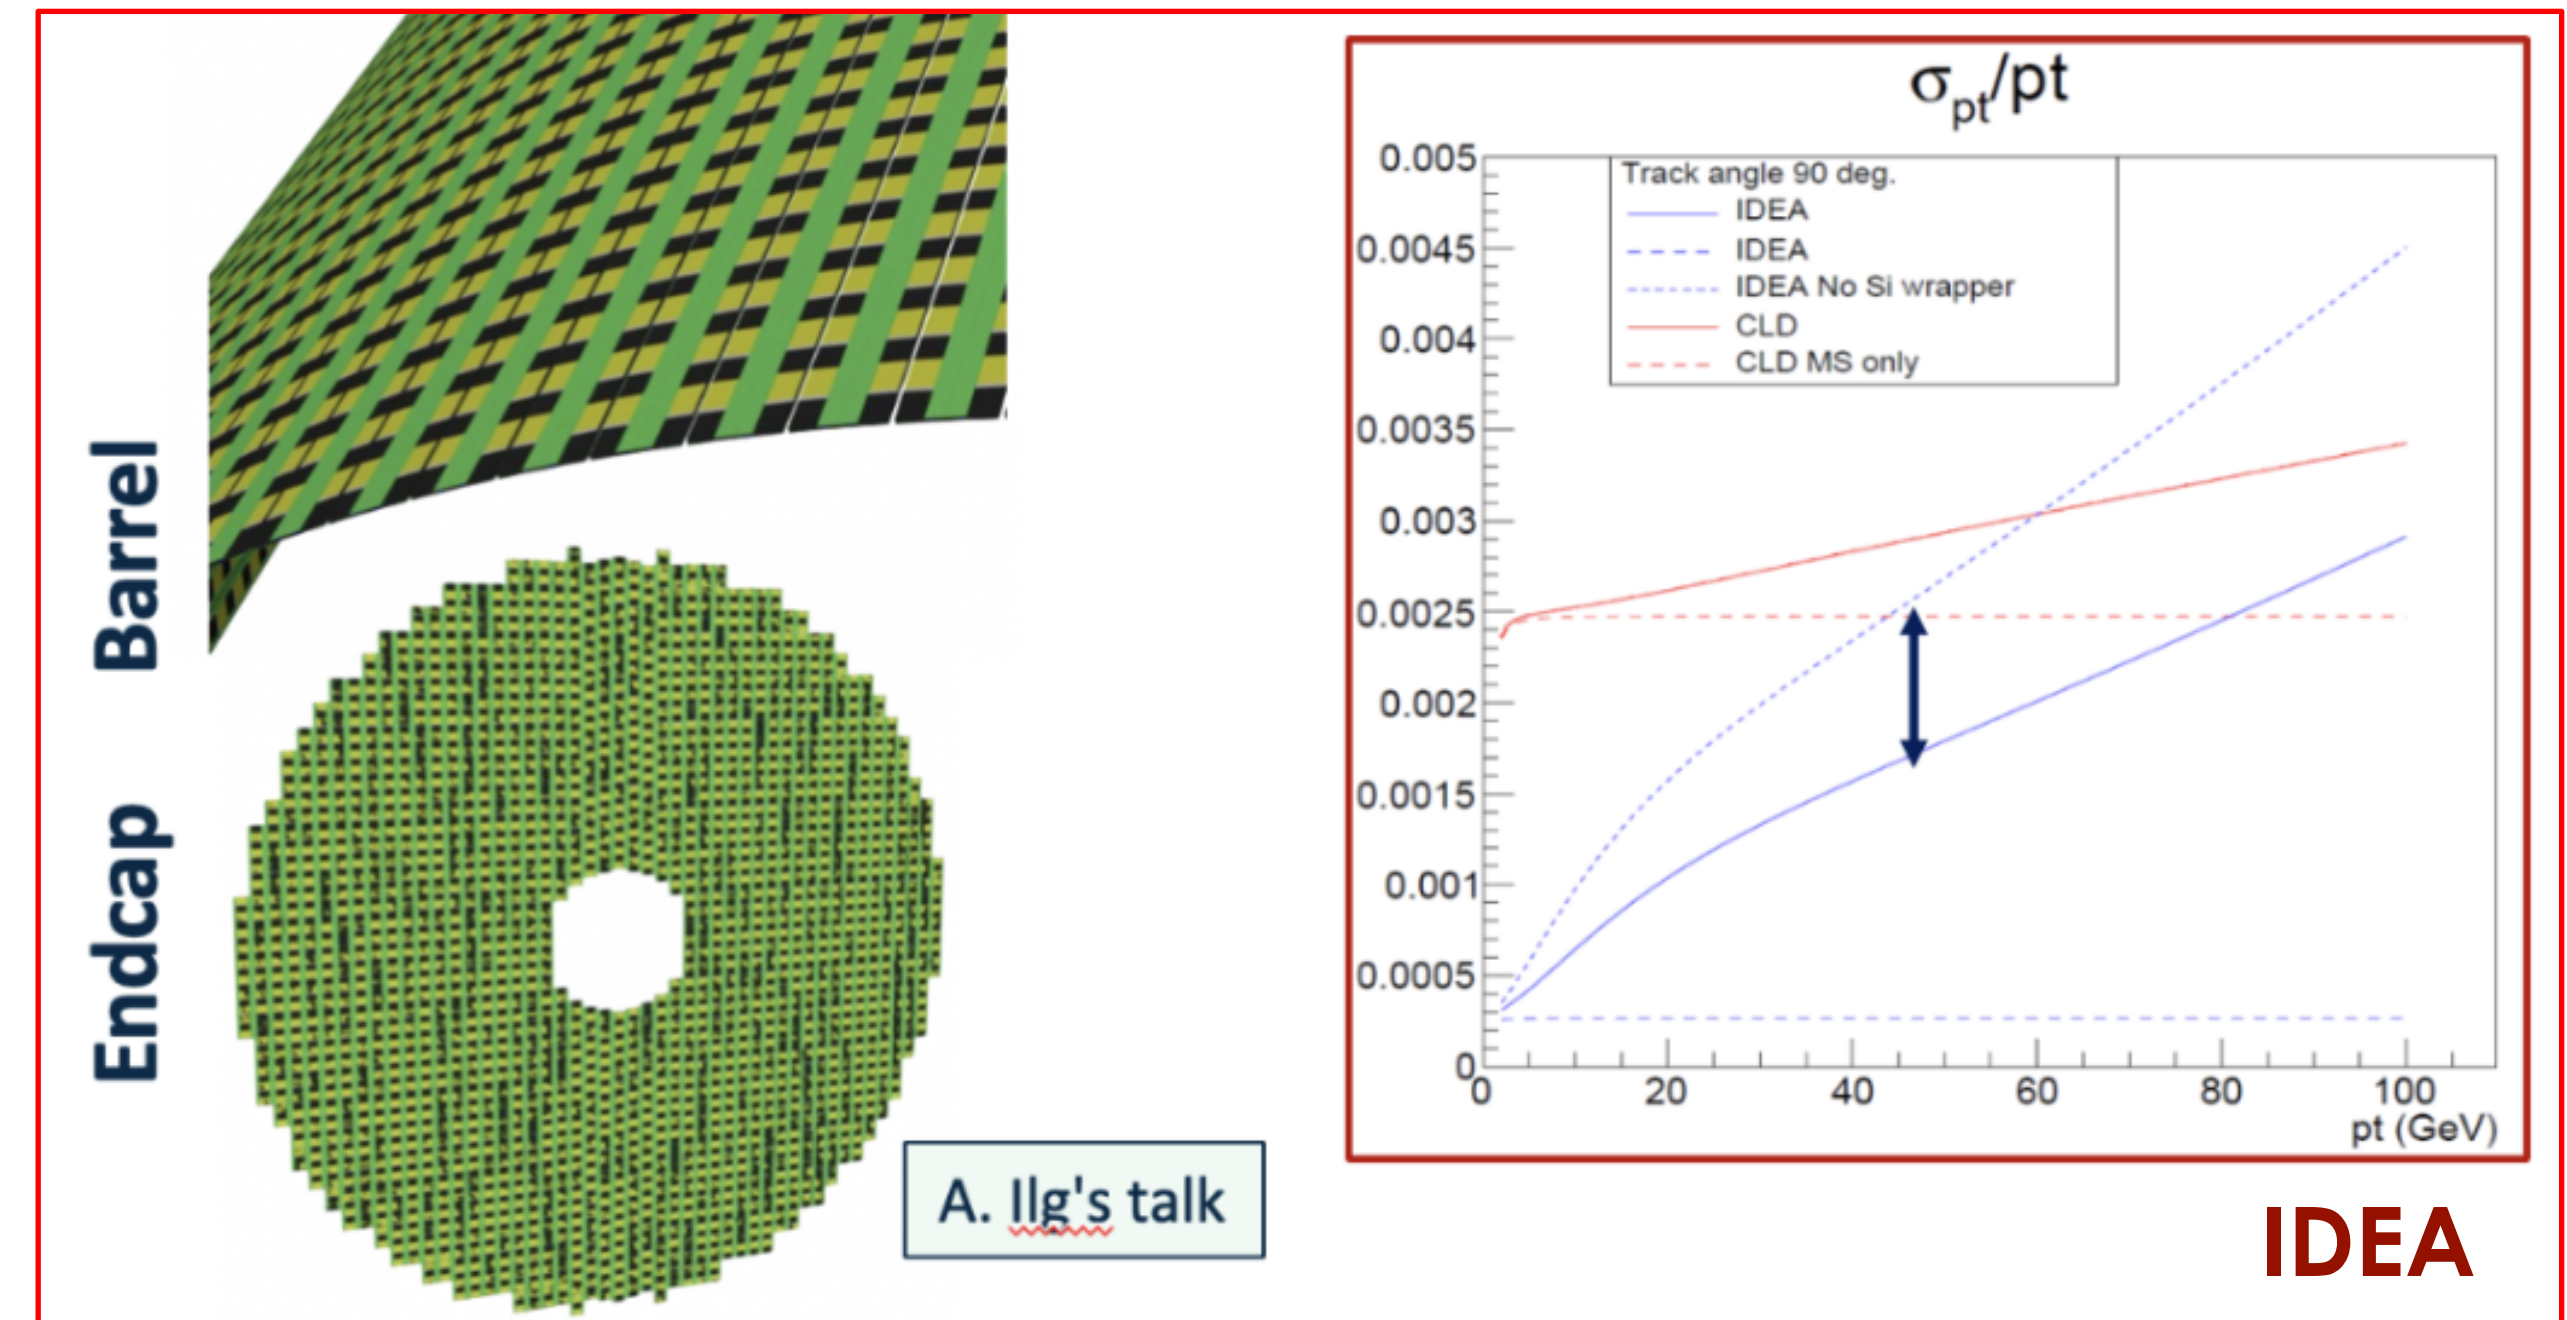 Barrel
Endcap
A. Ilg's talk
σpt/pt
Track angle 90 deg.
IDEA
IDEA
IDEA No Si wrapper
CLD
CLD MS only
0.005
0.0045
0.004
0.0035
0.003
0.0025
0.002
0.0015
0.001
0.0005
0
0 20 40 60 80 100
pt (GeV)
IDEA